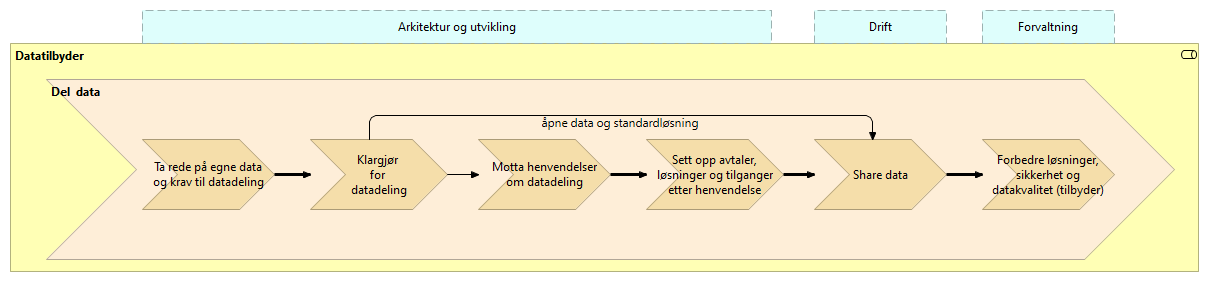 Arkitektur og utvikling
Drift
Forvaltning
Datatilbyder
Del data
åpne data og standardløsning
Ta rede på egne data
og krav til datadeling
Klargjør
for
datadeling
Motta henvendelser
om datadeling
Sett opp avtaler,
løsninger og tilganger
etter henvendelse
Share data
Forbedre løsninger,
sikkerhet og
datakvalitet (tilbyder)